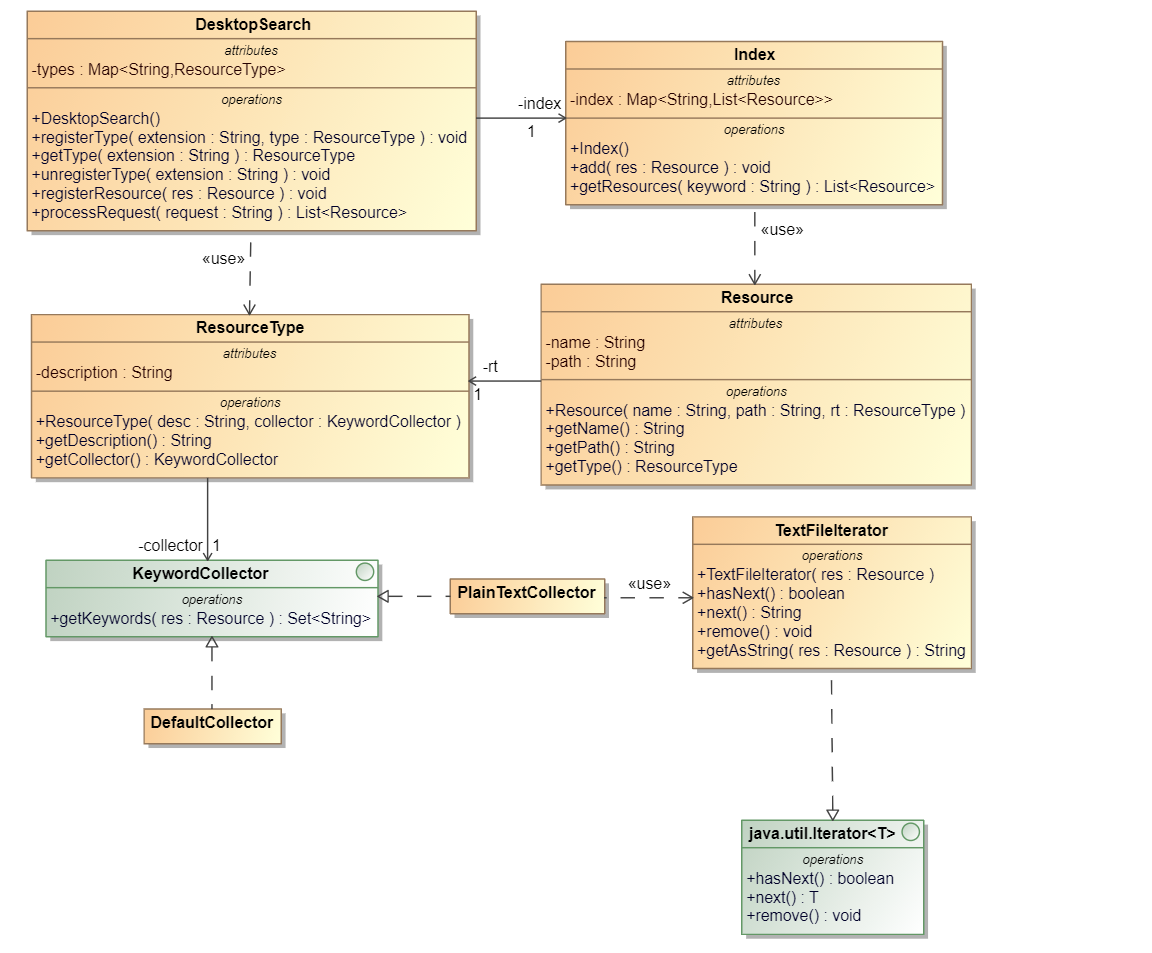 DesktopSearch
attributes
-types : Map<String,ResourceType>
operations
+DesktopSearch()
+registerType( extension : String, type : ResourceType ) : void
+getType( extension : String ) : ResourceType
+unregisterType( extension : String ) : void
+registerResource( res : Resource ) : void
+processRequest( request : String ) : List<Resource>
-index
1
Index
attributes
-index : Map<String,List<Resource>>
operations
+Index()
+add( res : Resource ) : void
+getResources( keyword : String ) : List<Resource>
«use»
«use»
ResourceType
attributes
-description : String
operations
+ResourceType( desc : String, collector : KeywordCollector )
+getDescription() : String
+getCollector() : KeywordCollector
-rt
1
Resource
attributes
-name : String
-path : String
operations
+Resource( name : String, path : String, rt : ResourceType )
+getName() : String
+getPath() : String
+getType() : ResourceType
-collector 1
KeywordCollector
operations
+getKeywords( res : Resource ) : Set<String>
PlainTextCollector
«use»
TextFileIterator
operations
+TextFileIterator( res : Resource )
+hasNext() : boolean
+next() : String
+remove() : void
+getAsString( res : Resource ) : String
DefaultCollector
java.util.Iterator<T>
operations
+hasNext() : boolean
+next() : T
+remove() : void